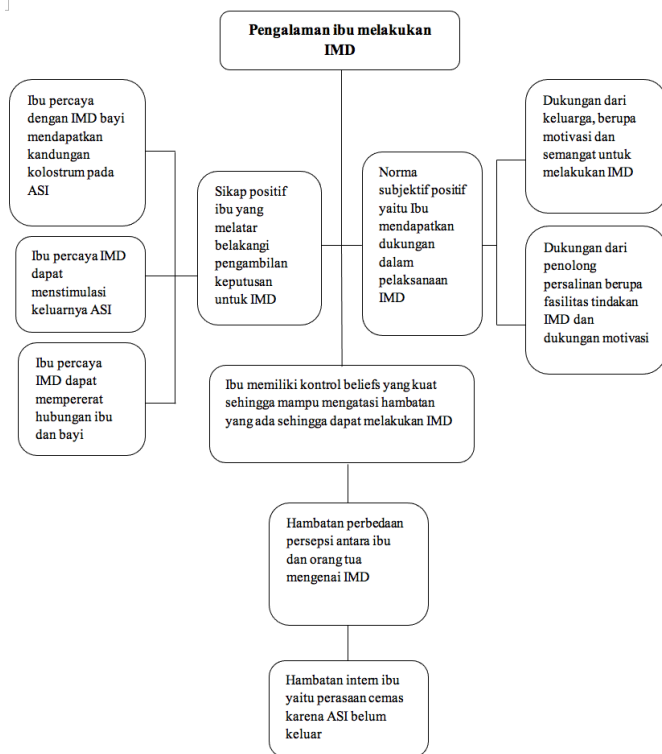 Pengalaman ibu melakukan
IMD
Ibu percaya
dengan IMD bayi
mendapatkan
kandungan
kolostrum pada
ASI
Ibu percaya IMD
dapat
menstimulasi
keluarnya ASI
Ibu percaya
IMD dapat
mempererat
hubungan ibu
dan bayi
Sikap positif
ibu yang
melatar
belakangi
pengambilan
keputusan
untuk IMD
Norma
subjektif positif
yaitu Ibu
mendapatkan
dukungan
dalam
pelaksanaan
IMD
Dukungan dari
keluarga, berupa
motivasi dan
semangat untuk
melakukan IMD
Dukungan dari
penolong
persalinan berupa
fasilitas tindakan
IMD dan
dukungan motivasi
Ibu memiliki kontrol beliefs yang kuat
sehingga mampu mengatasi hambatan
yang ada sehingga dapat melakukan IMD
Hambatan perbedaan
persepsi antara ibu
dan orang tua
mengenai IMD
Hambatan intern ibu
yaitu perasaan cemas
karena ASI belum
keluar